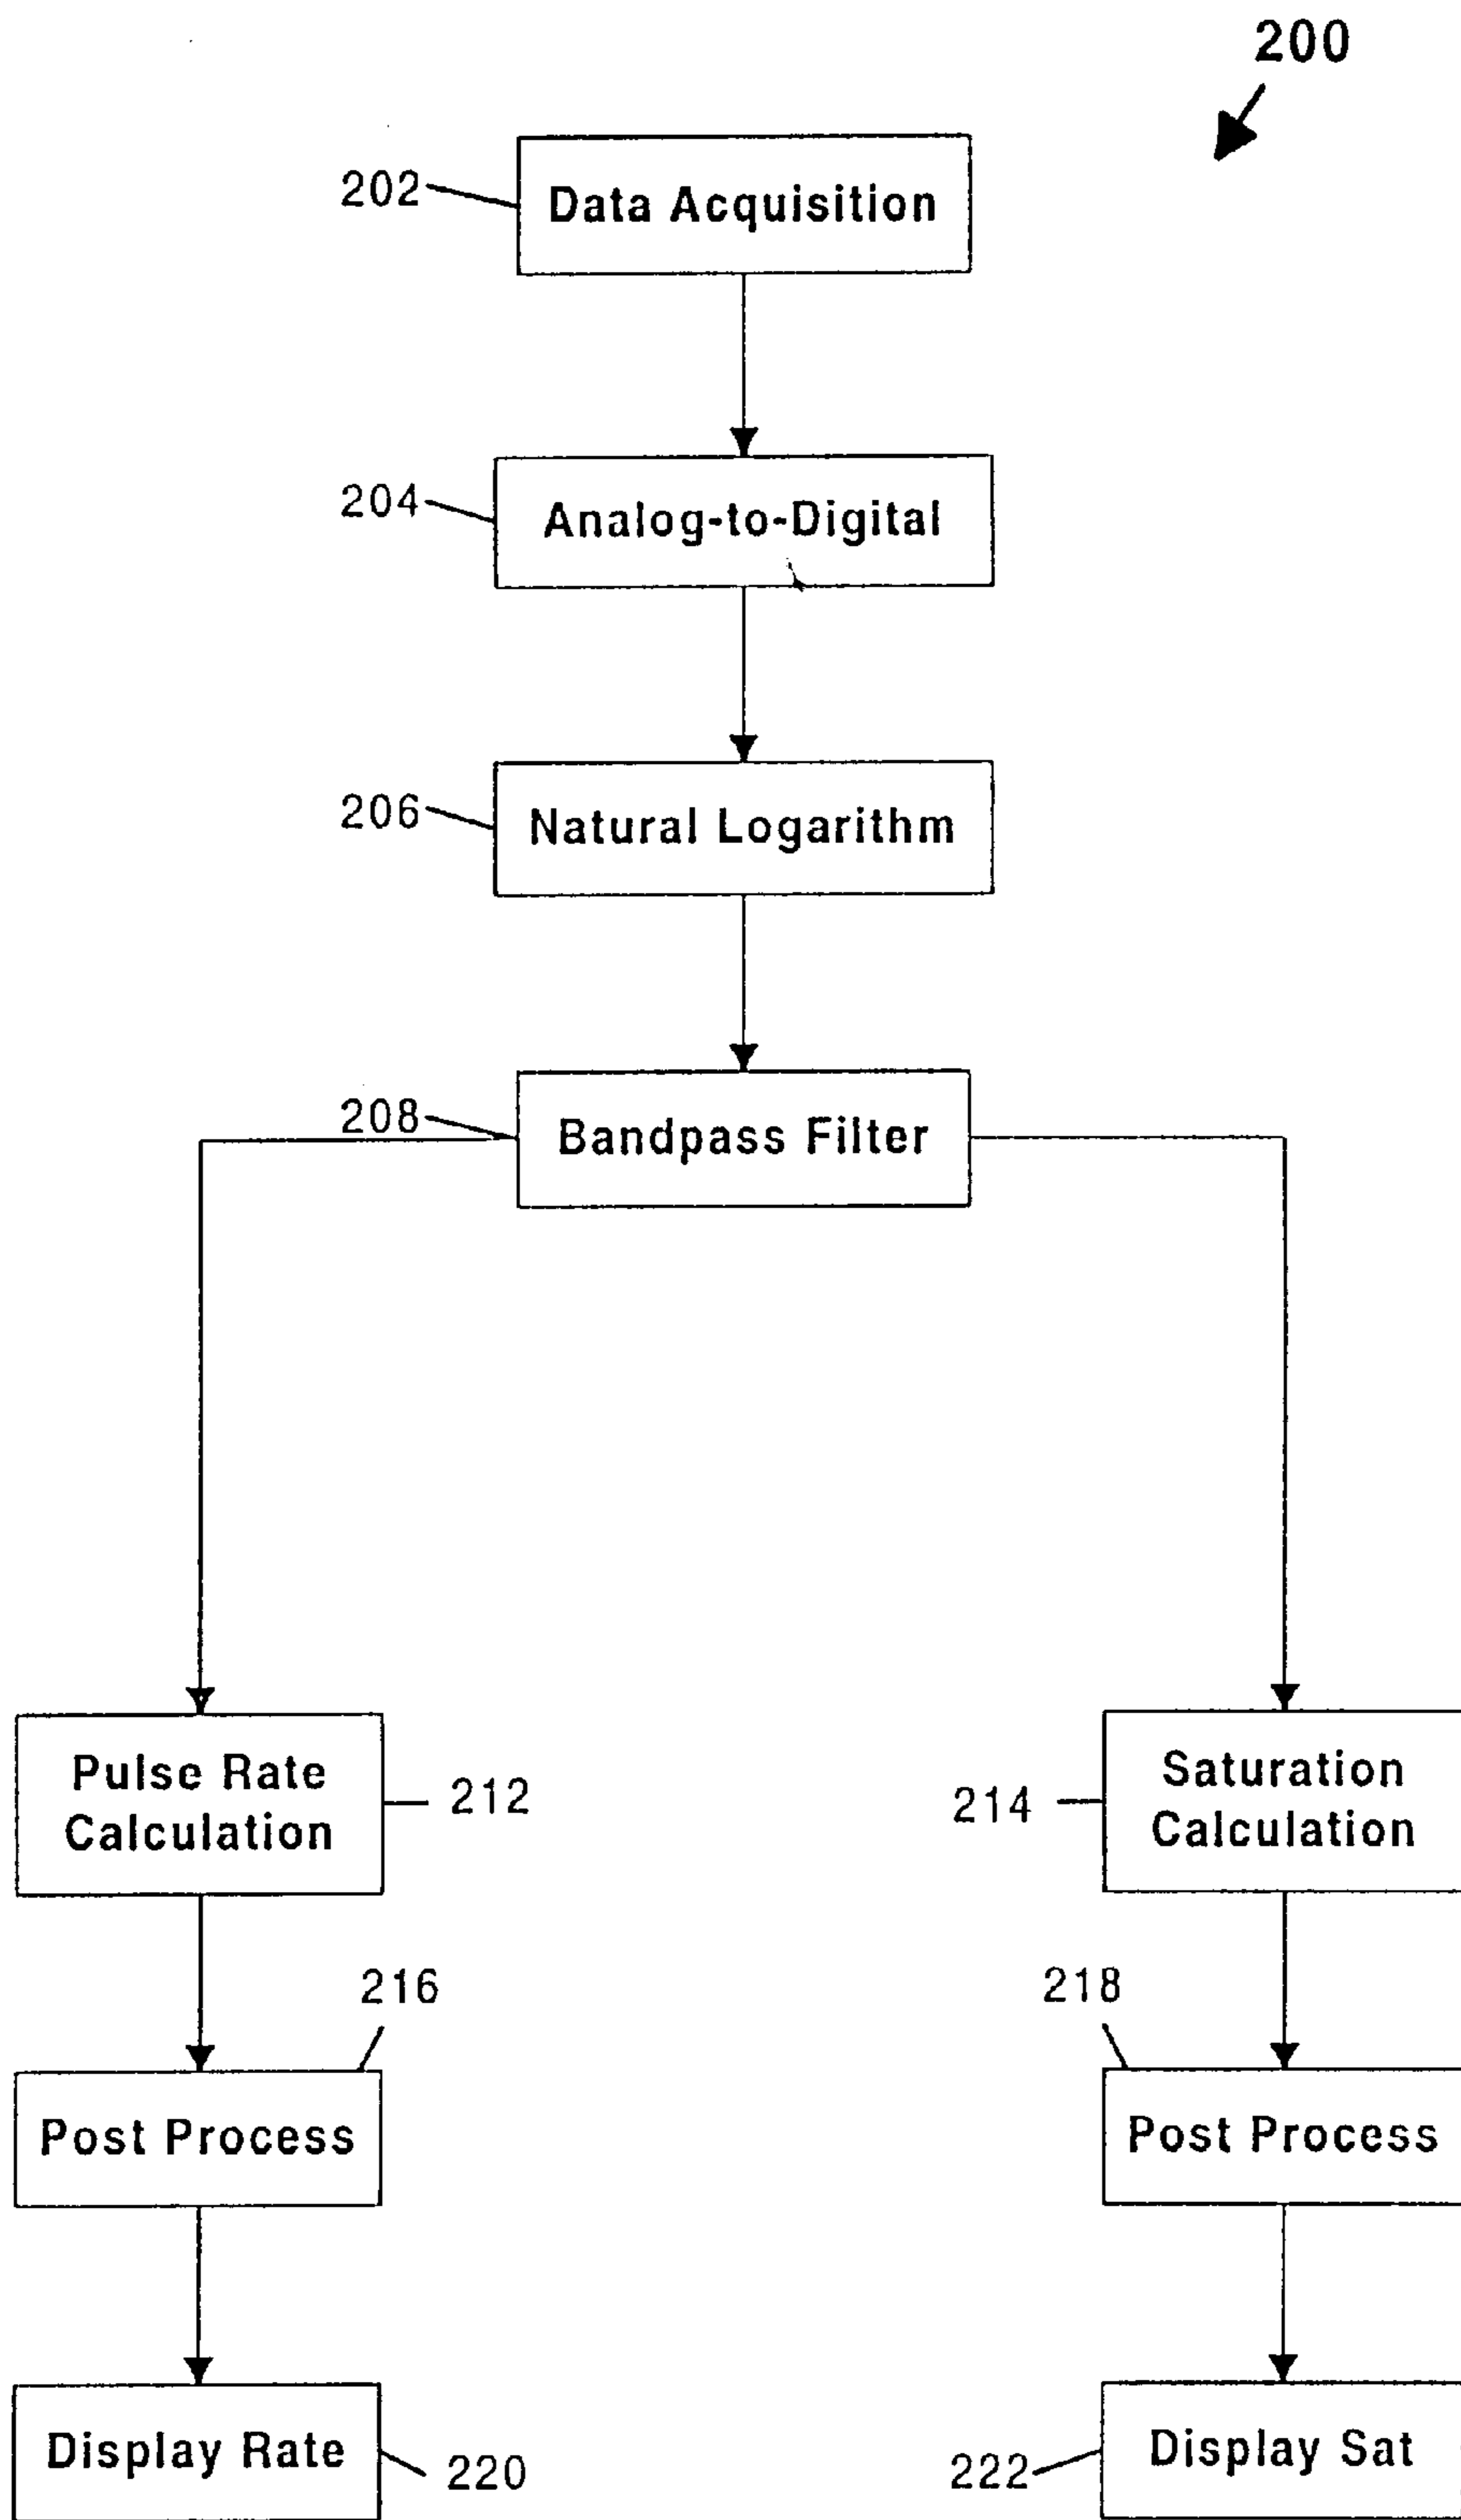 200
202
Data Acquisition
204
Analog-to-Digital
206
Natural Logarithm
208
Bandpass Filter
Pulse Rate
Calculation
212
214
Saturation
Calculation
216
218
Post Process
Post Process
Display Rate
220
222
Display Sat